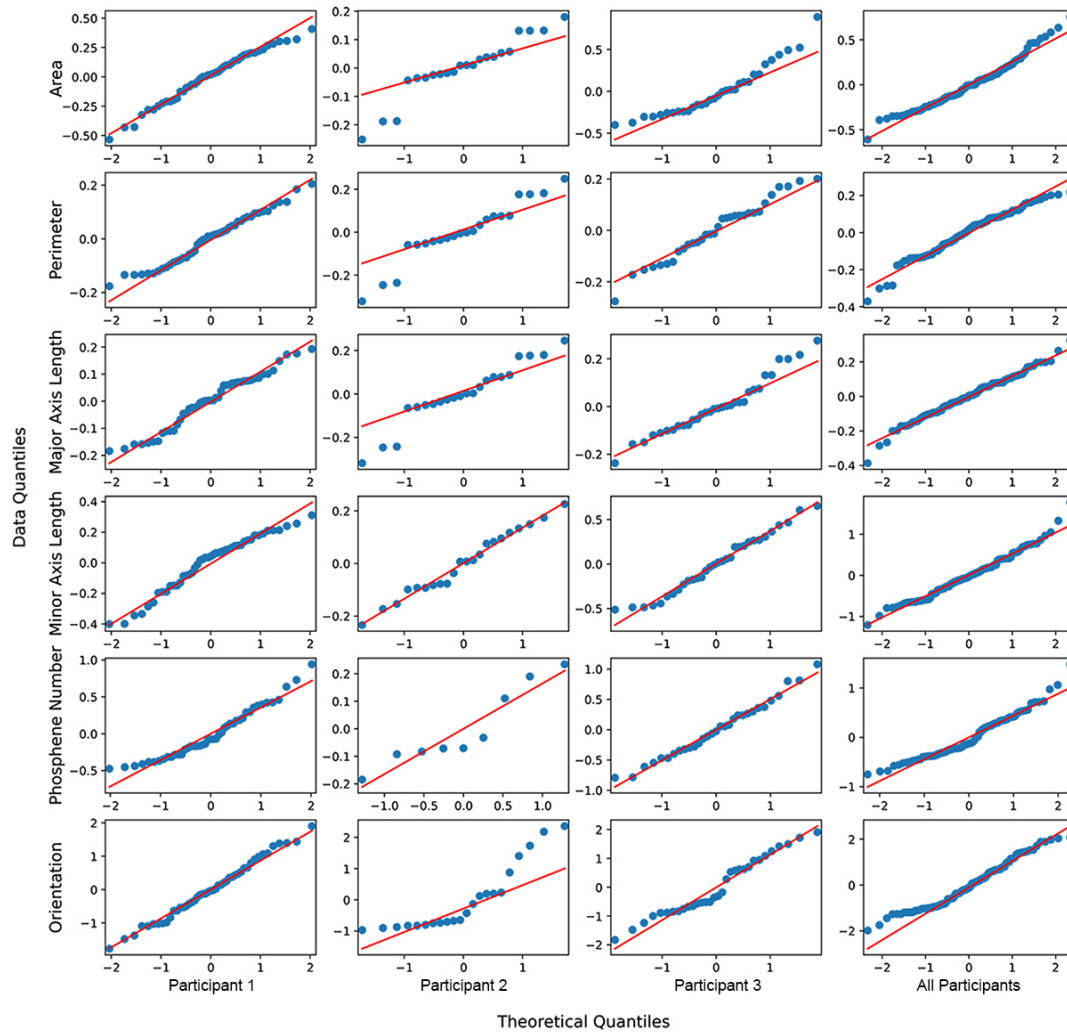 Data Quantiles
Area
0.50
0.25
0.00
−0.25
−0.50
−2 −1 0 1 2
0.2
0.1
0.0
−0.1
−0.2
−1 0 1
0.5
0.0
−0.5
−1 0 1
0.5
0.0
−0.5
−2 −1 0 1 2
Perimeter
0.2
0.0
−0.2
−2 −1 0 1 2
0.2
0.0
−0.2
−1 0 1
0.2
0.0
−0.2
−1 0 1
0.2
0.0
−0.2
−0.4
−2 −1 0 1 2
Major Axis Length
0.2
0.1
0.0
−0.1
−0.2
−2 −1 0 1 2
0.2
0.0
−0.2
−1 0 1
0.2
0.0
−0.2
−1 0 1
0.2
0.0
−0.2
−0.4
−2 −1 0 1 2
Minor Axis Length
0.4
0.2
0.0
−0.2
−0.4
−2 −1 0 1 2
0.2
0.0
−0.2
−1 0 1
0.5
0.0
−0.5
−1 0 1
1
0
−1
−2 −1 0 1 2
Phosphene Number
1.0
0.5
0.0
−0.5
−2 −1 0 1 2
0.2
0.1
0.0
−0.1
−0.2
−1.0 −0.5 0.0 0.5 1.0
1.0
0.5
0.0
−0.5
−1.0
−1 0 1
1
0
−1
−2 −1 0 1 2
Orientation
2
1
0
−1
−2 −1 0 1 2
2
1
0
−1
−1 0 1
2
1
0
−1
−2
−1 0 1
2
0
−2
−2 −1 0 1 2
Participant 1
Participant 2
Participant 3
All Participants
Theoretical Quantiles